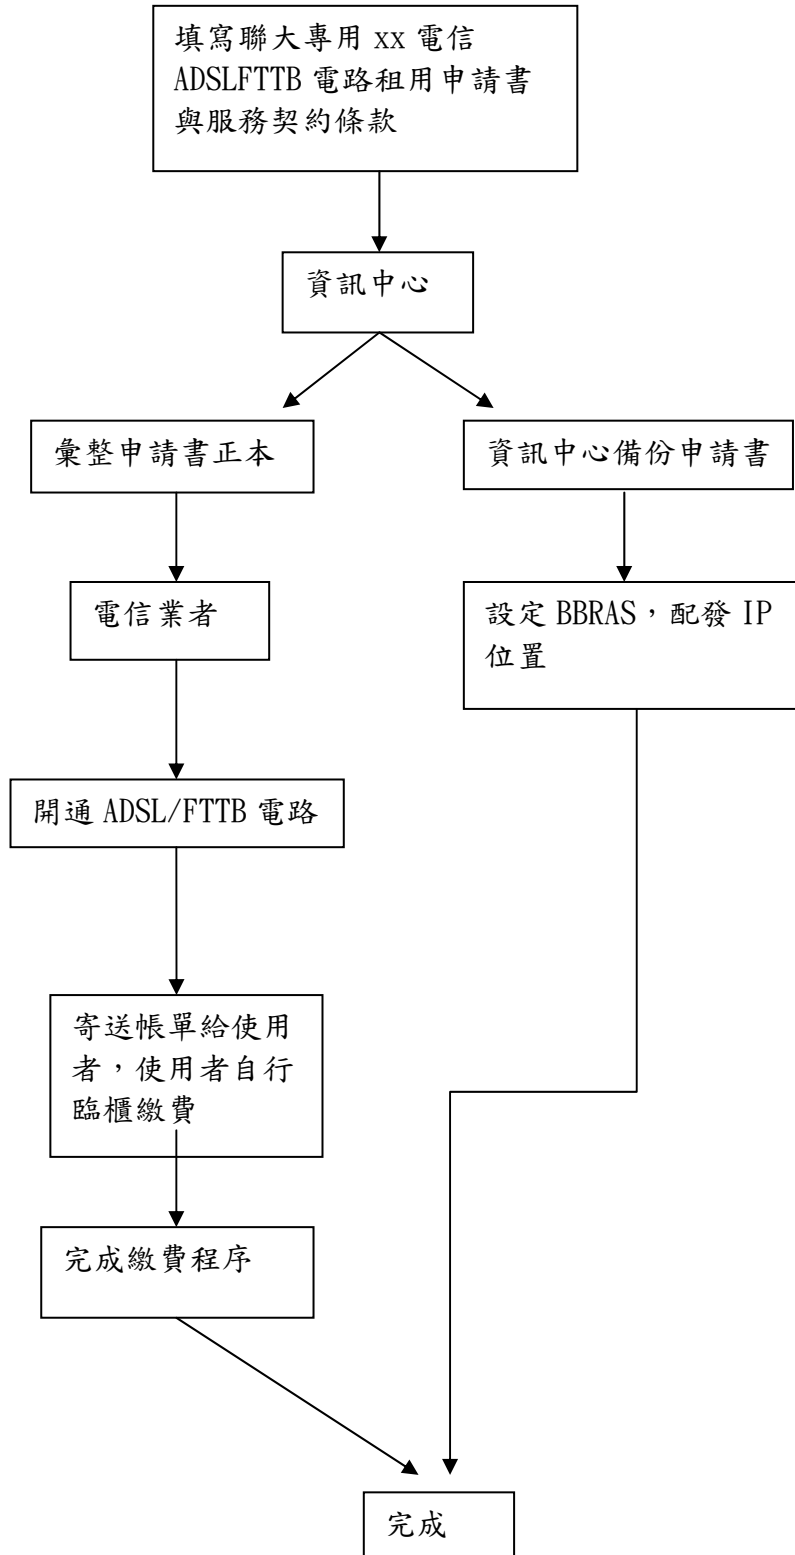 填寫聯大專用 xx 電信
ADSLFTTB 電路租用申請書
與服務契約條款
資訊中心
彙整申請書正本
資訊中心備份申請書
電信業者
設定 BBRAS，配發 IP
位置
開通 ADSL/FTTB 電路
寄送帳單給使用
者，使用者自行
臨櫃繳費
完成繳費程序
完成